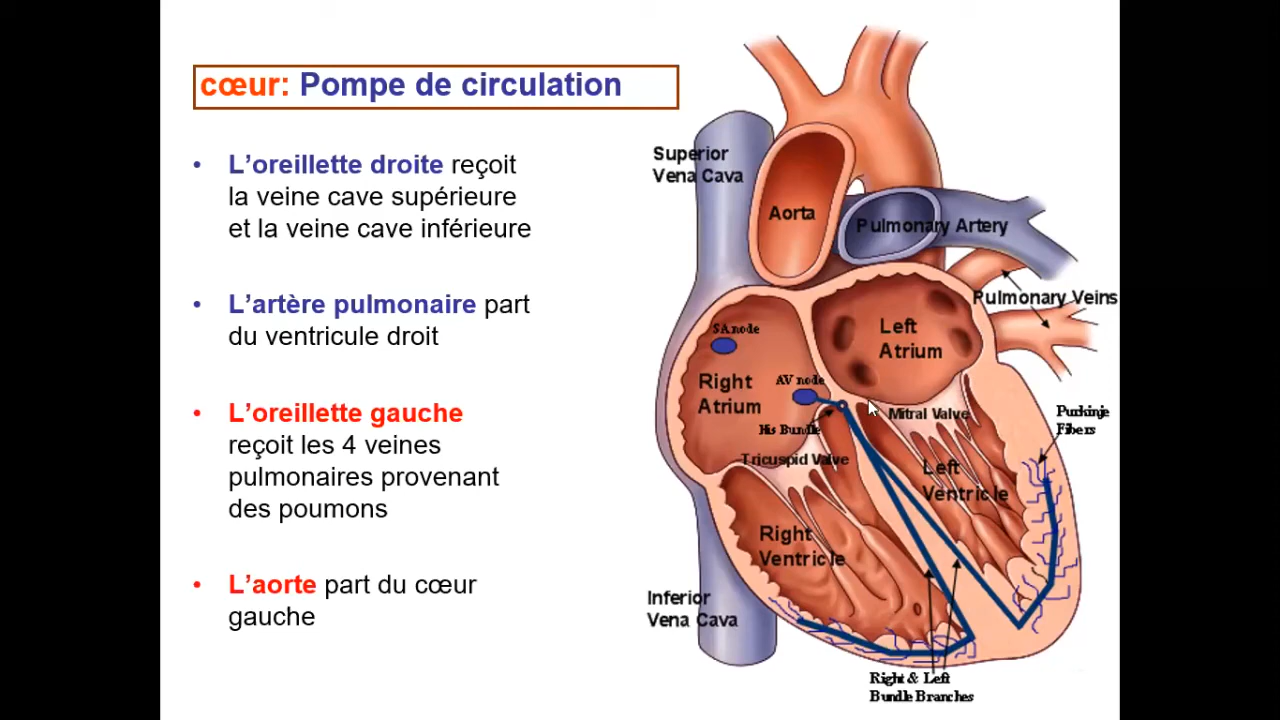 cœur: Pompe de circulation
• L’oreillette droite reçoit
la veine cave supérieure
et la veine cave inférieure
• L’artère pulmonaire part
du ventricule droit
• L’oreillette gauche
reçoit les 4 veines
pulmonaires provenant
des poumons
• L’aorte part du cœur
gauche
Superior
Vena Cava
Aorta
Pulmonary Artery
Pulmonary Veins
SA node
Left
Atrium
AV node
Right
Atrium
Mitral Valve
Purkinje
Fibers
His Bundle
Tricuspid Valve
Left
Ventricle
Right
Ventricle
Inferior
Vena Cava
Right & Left
Bundle Branches